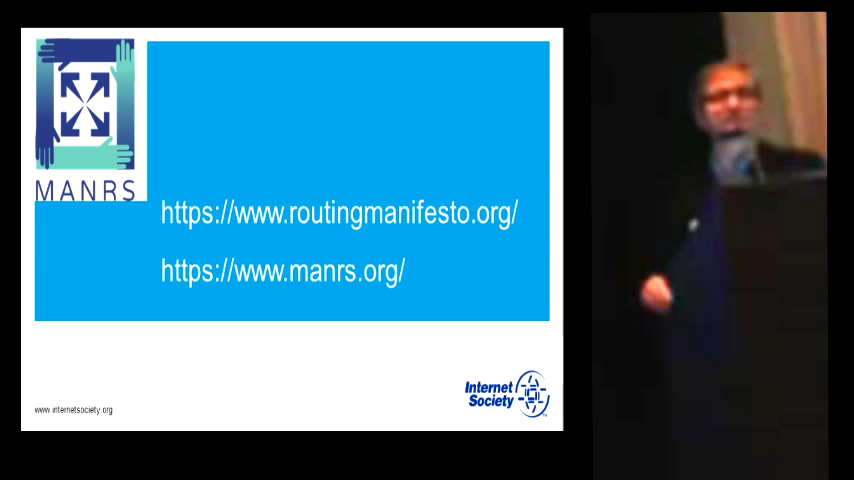 MANRS
https://www.routingmanifesto.org/
https://www.manrs.org/
Internet
Society
www.internetsociety.org